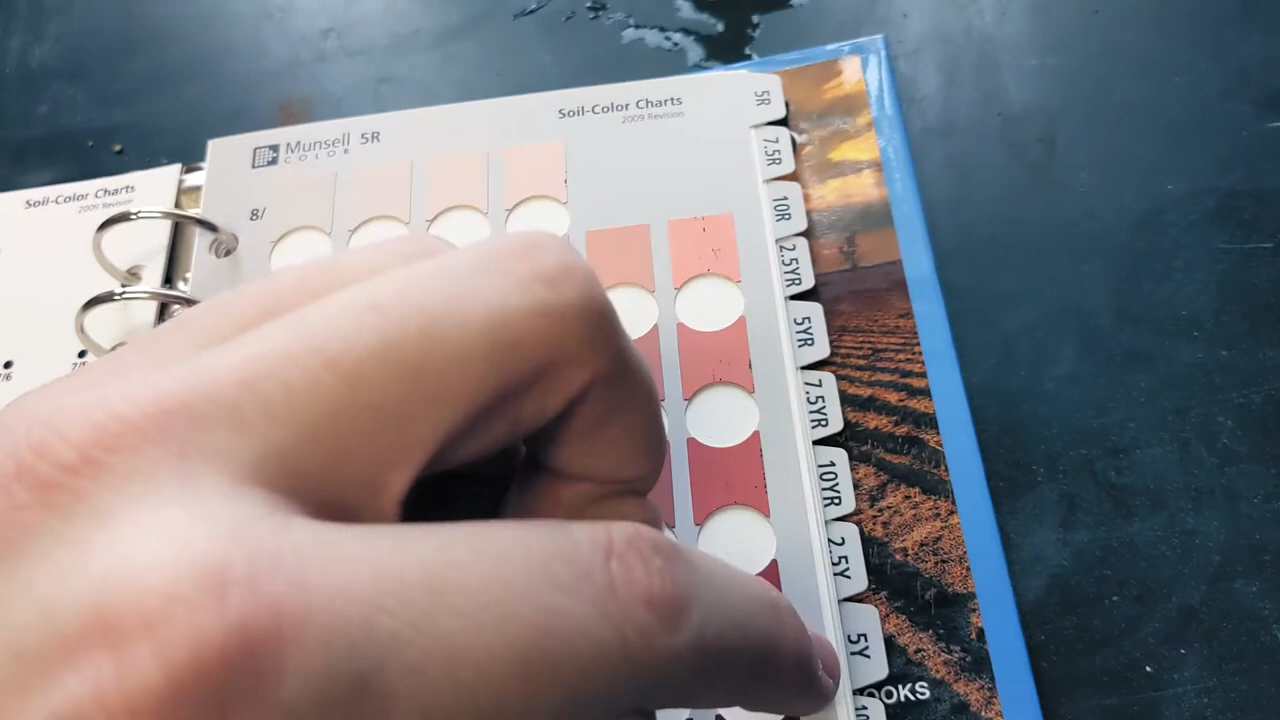 Soil-Color Charts
2009 Revision
Munsell 5R
COLOR
Soil-Color Charts
2009 Revision
8/
5R
7.5R
10R
2.5YR
5YR
7.5YR
10YR
2.5Y
5Y